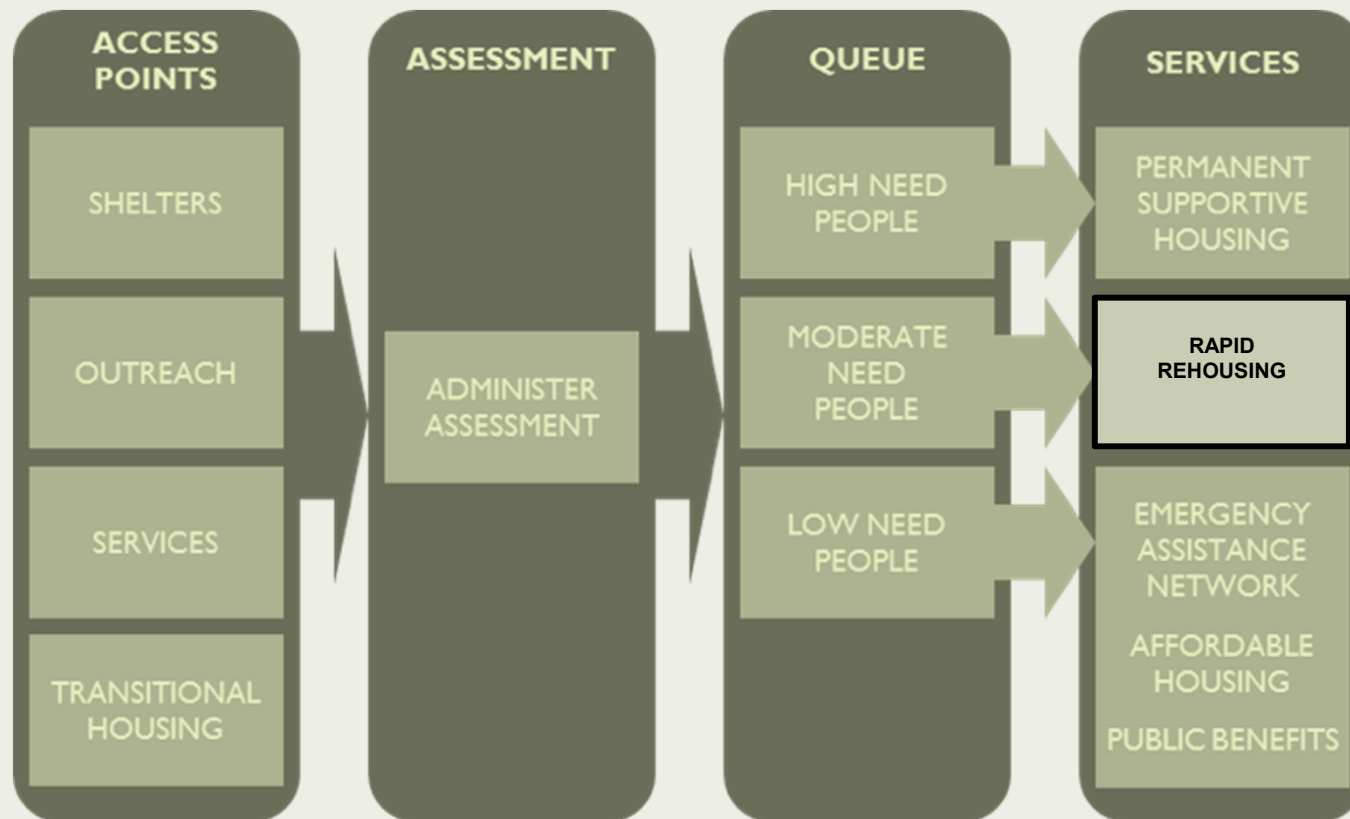 ACCESS
POINTS
SHELTERS
OUTREACH
SERVICES
TRANSITIONAL
HOUSING
ASSESSMENT
ADMINISTER
ASSESSMENT
QUEUE
HIGH NEED
PEOPLE
MODERATE
NEED
PEOPLE
LOW NEED
PEOPLE
SERVICES
PERMANENT
SUPPORTIVE
HOUSING
RAPID
REHOUSING
EMERGENCY
ASSISTANCE
NETWORK
AFFORDABLE
HOUSING
PUBLIC BENEFITS